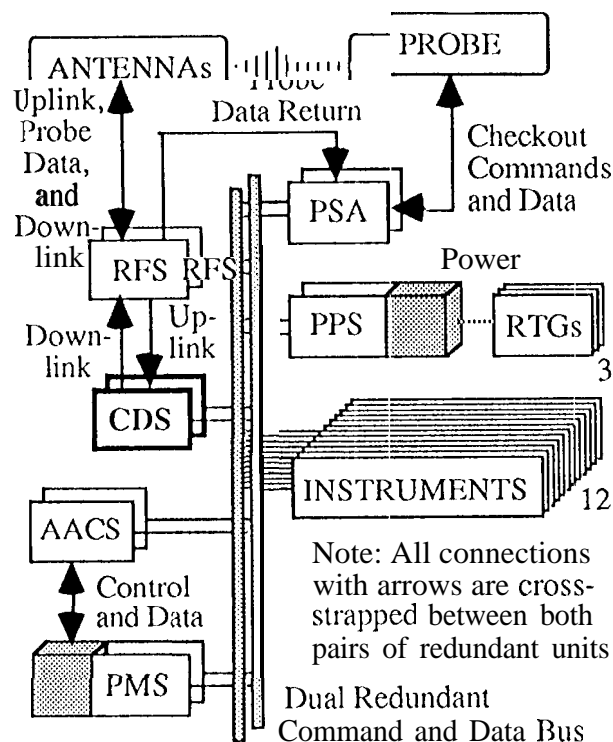 ANTENNAs
PROBE
Probe
Data Return
Uplink,
Probe
Data,
and
Down-
link
Checkout
Commands
and Data
PSA
RFS
RFS
Power
PPS
RTGs
3
Down-
link
Up-
link
CDS
INSTRUMENTS
12
AACS
Control
and Data
PMS
Note: All connections
with arrows are cross-
strapped between both
pairs of redundant units
Dual Redundant
Command and Data Bus